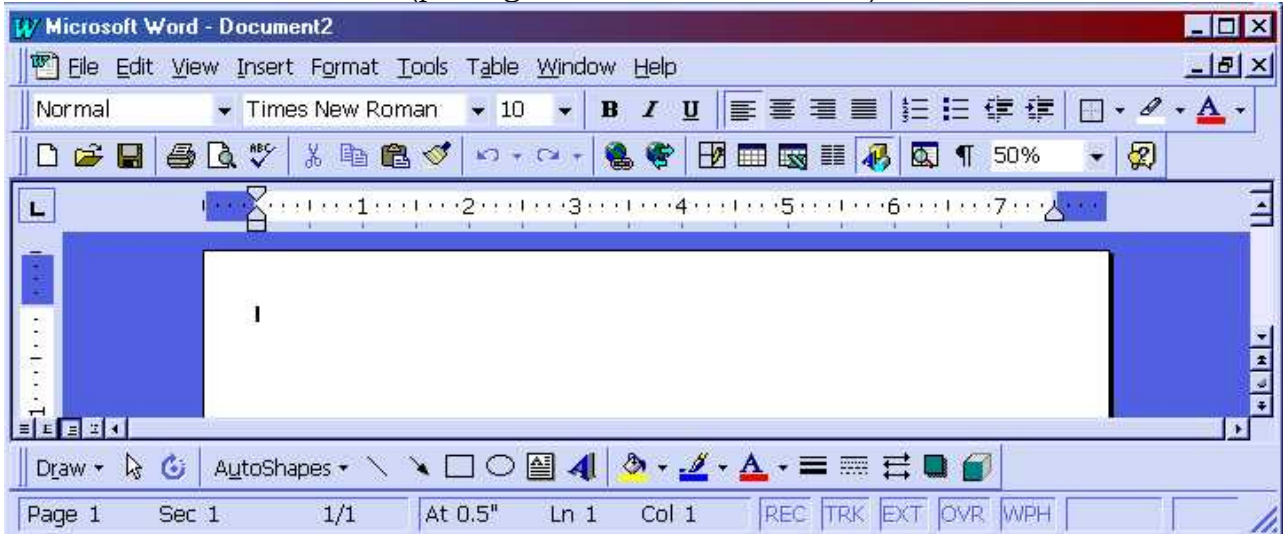 Microsoft Word - Document2
File Edit View Insert Format Tools Table Window Help
Normal Times New Roman 10 B I U A
ABC 50%
L 1 2 3 4 5 6 7
1
Draw AutoShapes A
Page 1 Sec 1 1/1 At 0.5" Ln 1 Col 1 REC TRK EXT OVR WPH